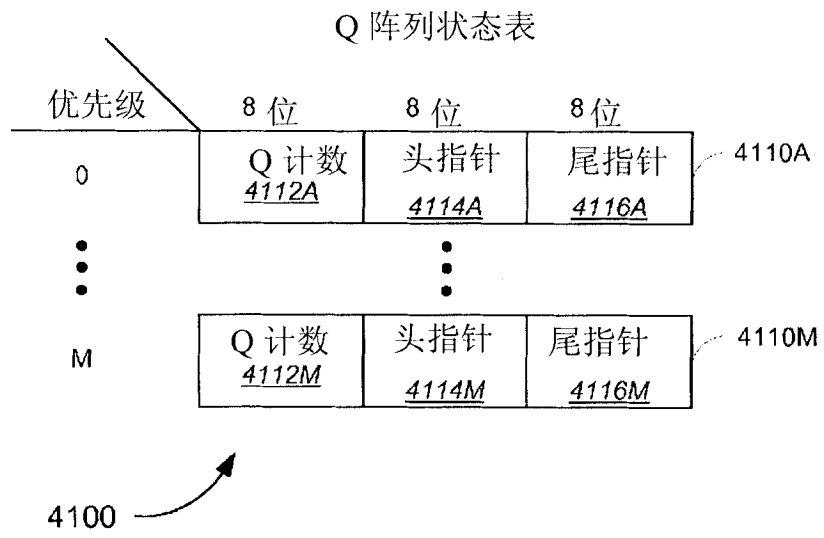 Q 阵列状态表
优先级 8 位 8 位 8 位
0 Q 计数 头指针 尾指针 4110A
4112A 4114A 4116A
M Q 计数 头指针 尾指针 4110M
4112M 4114M 4116M
4100